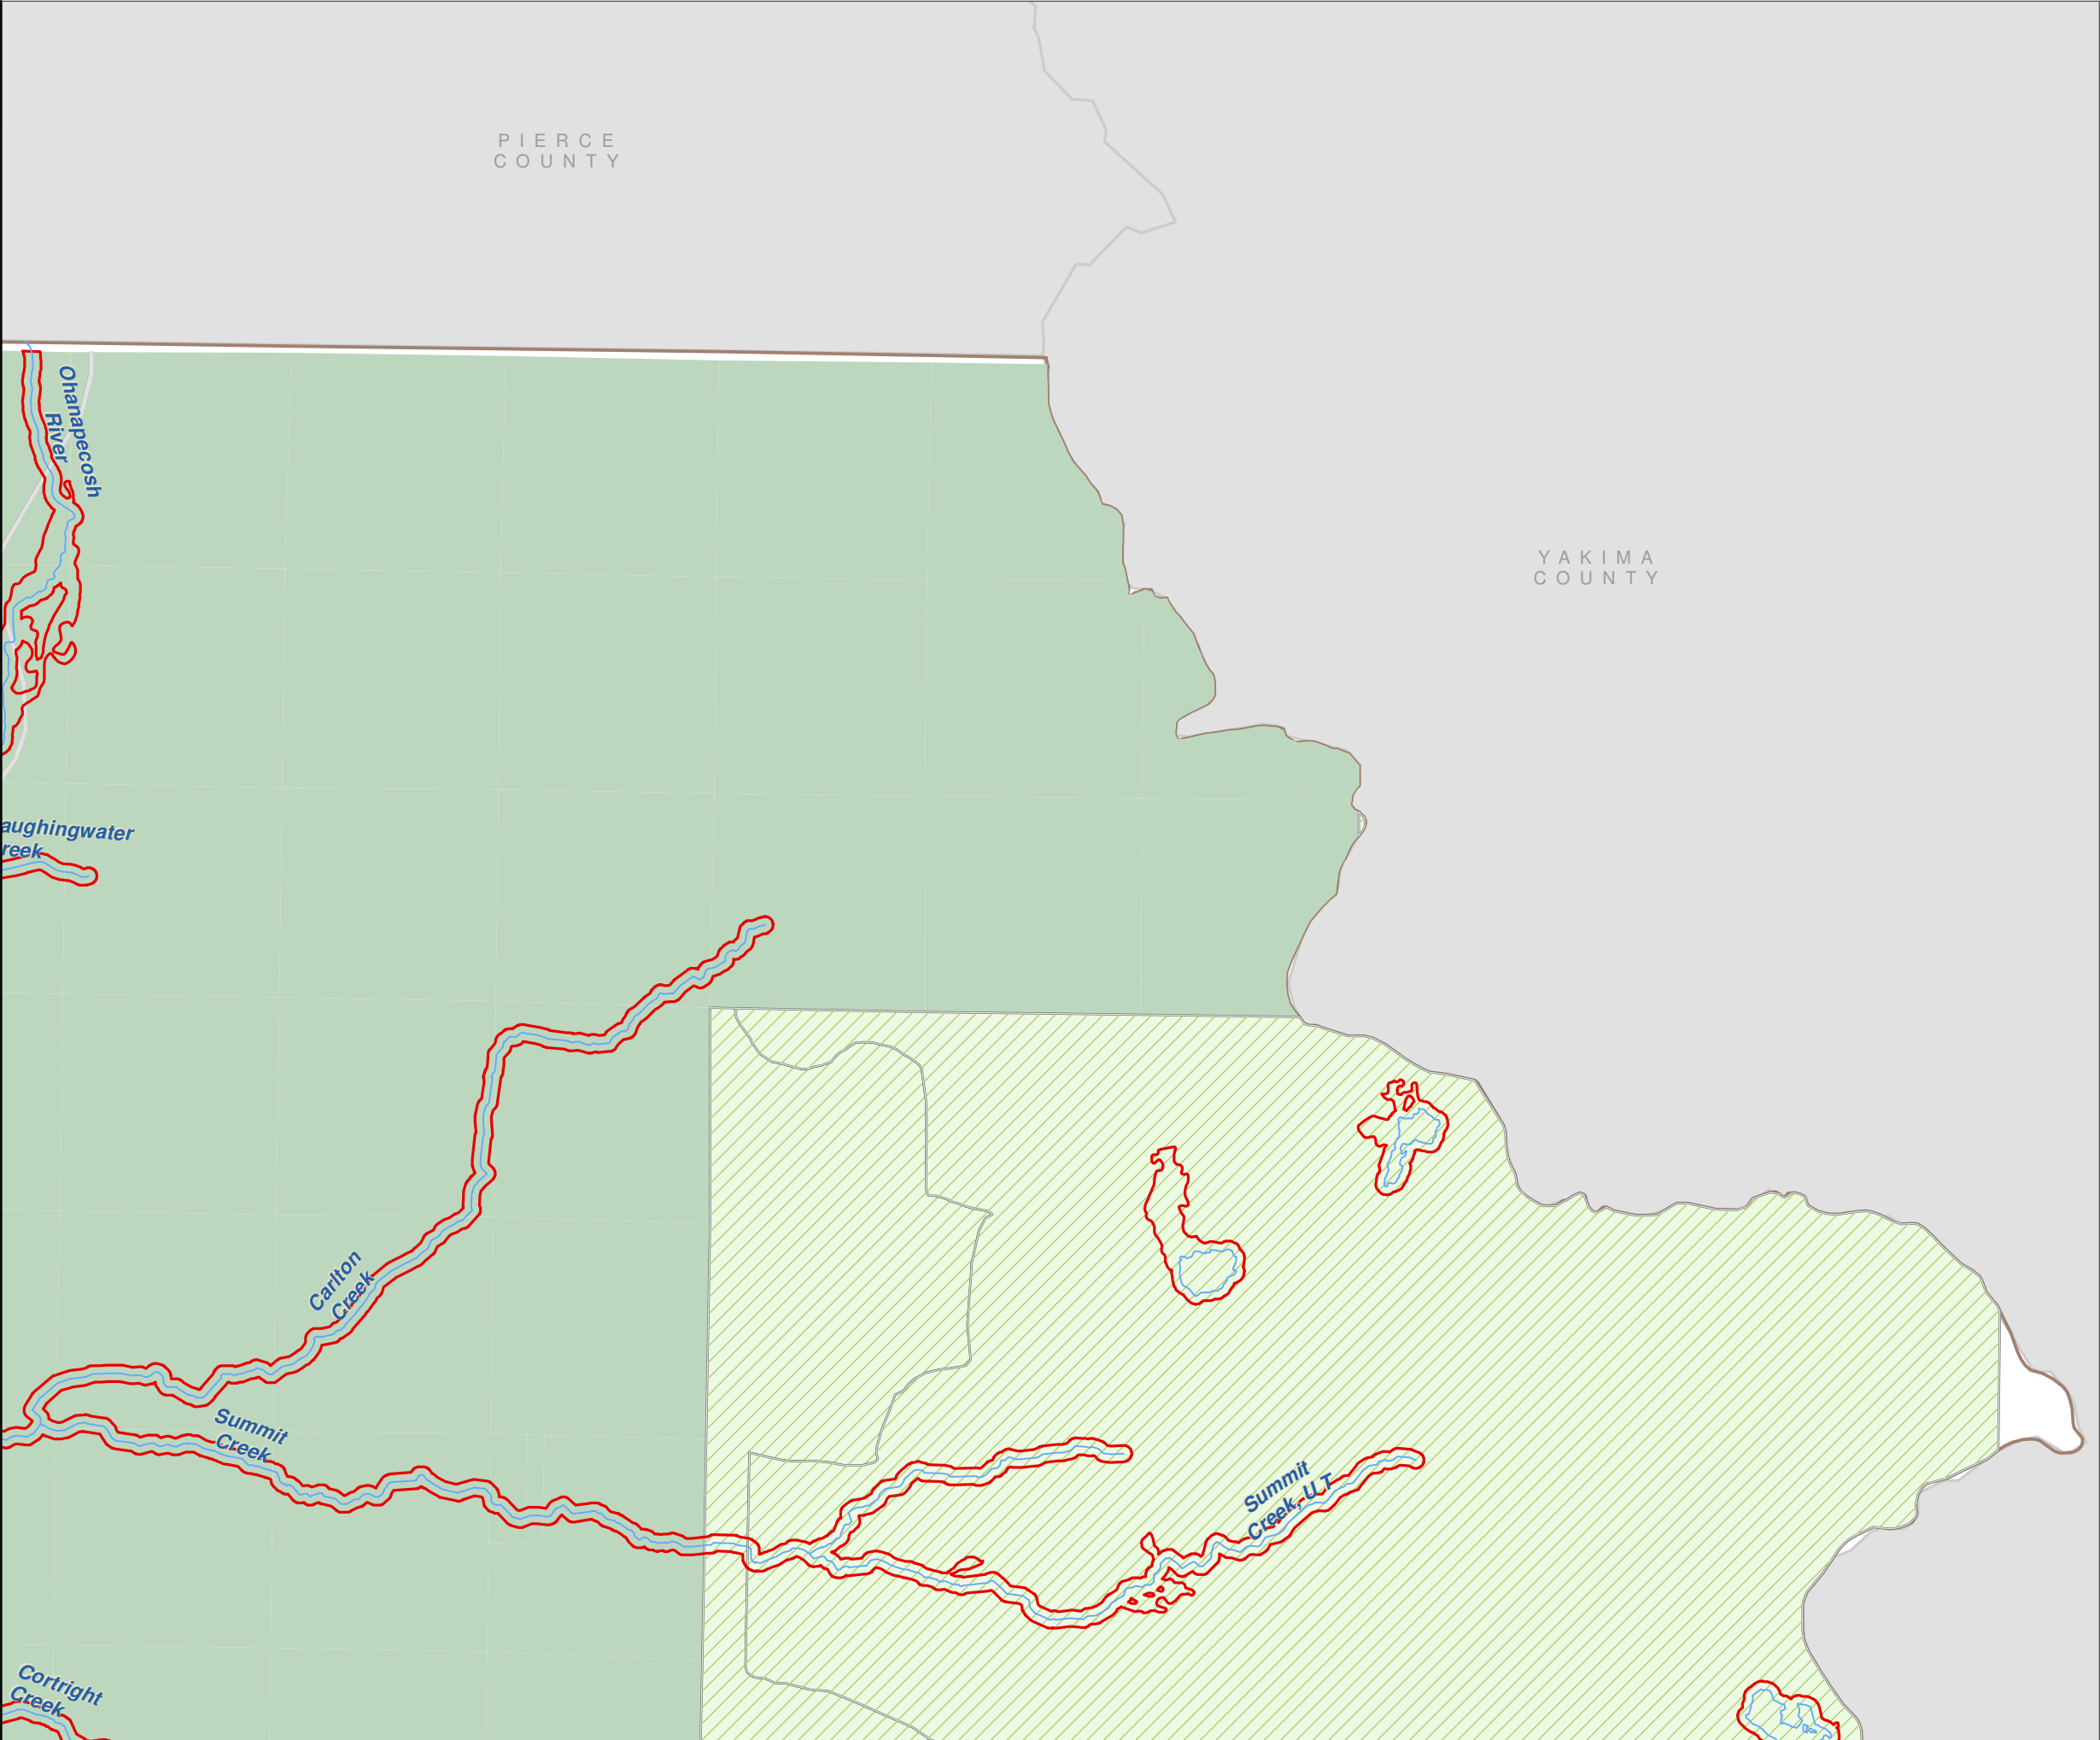 PIERCE
COUNTY
Ohanapecosh
River
YAKIMA
COUNTY
aughingwater
reek
Carlton
Creek
Summit
Creek
Summit
Creek, U T
Cortright
Creek